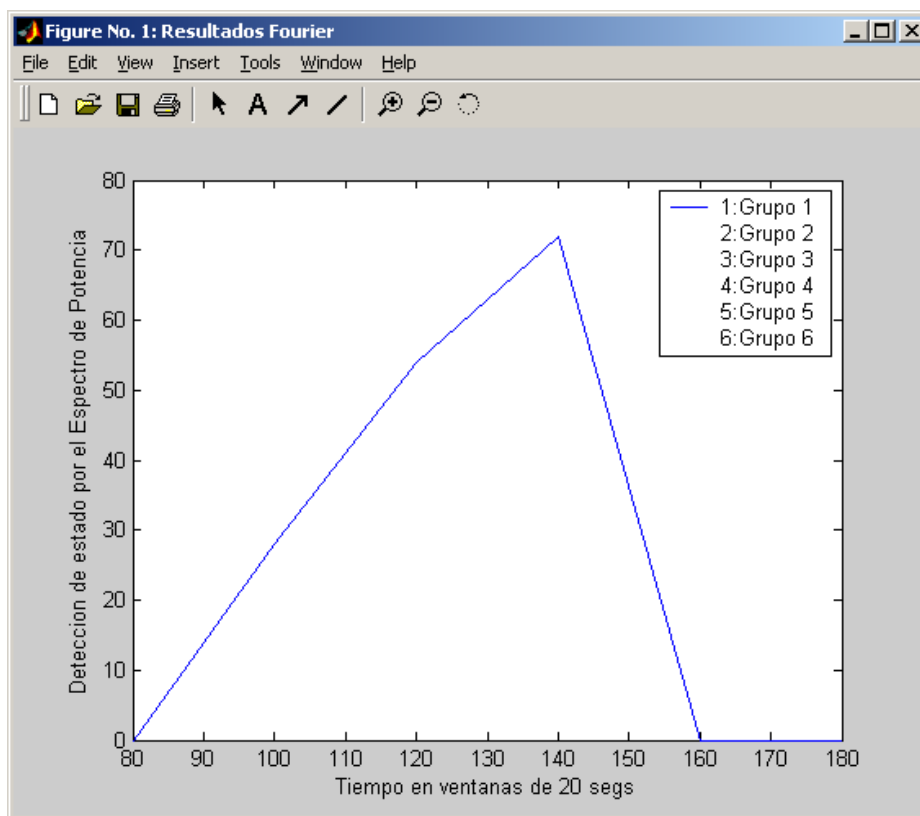 Figure No. 1: Resultados Fourier
File Edit View Insert Tools Window Help
A
Deteccion de estado por el Espectro de Potencia
80
70
60
50
40
30
20
10
0
1:Grupo 1
2:Grupo 2
3:Grupo 3
4:Grupo 4
5:Grupo 5
6:Grupo 6
80 90 100 110 120 130 140 150 160 170 180
Tiempo en ventanas de 20 segs